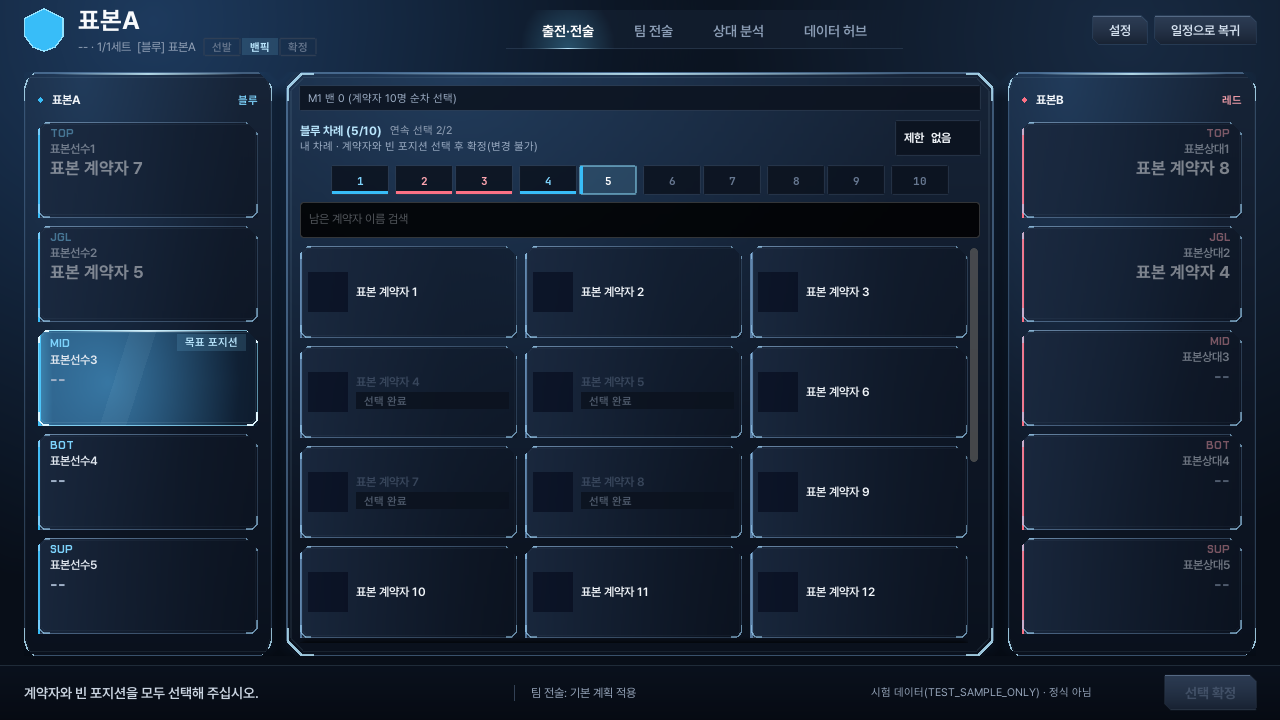 표본A
-- · 1/1세트 [블루] 표본A 선발 밴픽 확정
출전·전술 팀 전술 상대 분석 데이터 허브
설정 일정으로 복귀
표본A 블루
TOP
표본선수1
표본 계약자 7
JGL
표본선수2
표본 계약자 5
MID 목표 포지션
표본선수3
--
BOT
표본선수4
--
SUP
표본선수5
--
M1 밴 0 (계약자 10명 순차 선택)
블루 차례 (5/10) 연속 선택 2/2
내 차례 · 계약자와 빈 포지션 선택 후 확정(변경 불가)
제한 없음
1 2 3 4 5 6 7 8 9 10
남은 계약자 이름 검색
표본 계약자 1 표본 계약자 2 표본 계약자 3
표본 계약자 4 표본 계약자 5 표본 계약자 6
선택 완료 선택 완료
표본 계약자 7 표본 계약자 8 표본 계약자 9
선택 완료 선택 완료
표본 계약자 10 표본 계약자 11 표본 계약자 12
표본B 레드
TOP
표본상대1
표본 계약자 8
JGL
표본상대2
표본 계약자 4
MID
표본상대3
--
BOT
표본상대4
--
SUP
표본상대5
--
계약자와 빈 포지션을 모두 선택해 주십시오.
팀 전술: 기본 계획 적용
시험 데이터(TEST_SAMPLE_ONLY) · 정식 아님
선택 확정